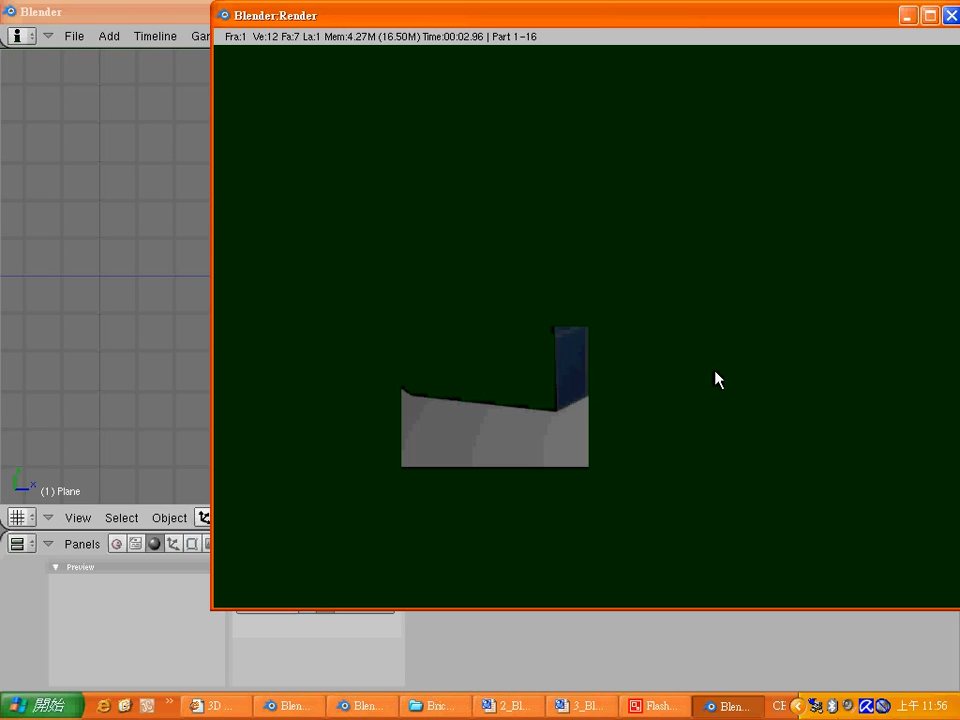 Blender
Blender:Render
File Add Timeline Gar
Fra:1 Ve:12 Fa:7 La:1 Mem:4.27M (16.50M) Time:00:02.96 | Part 1-16
x
(1) Plane
View Select Object
Panels
Preview
開始
3D ...
Blen...
Blen...
Bric...
2_Bl...
3_Bl...
Flash...
Blen...
CE
上午 11:56